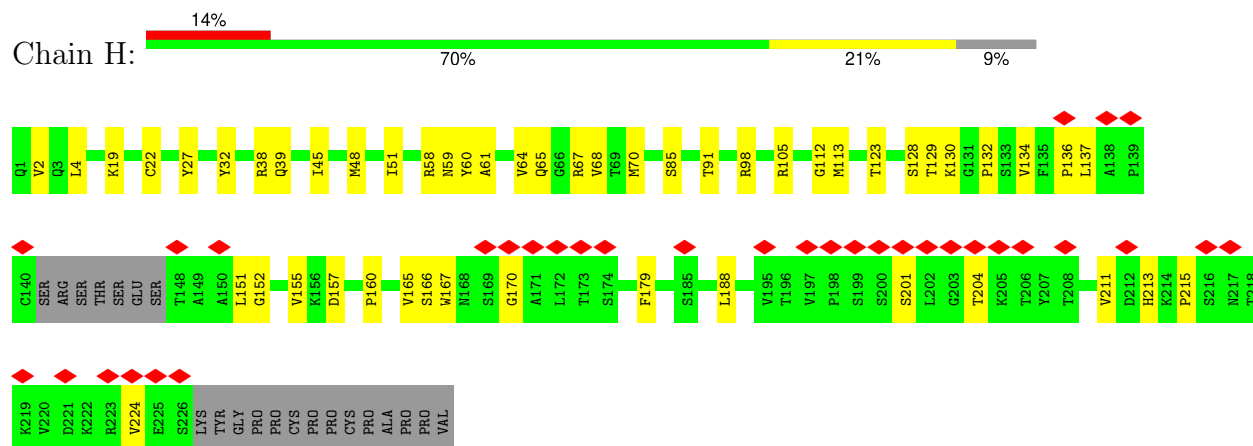 14%
Chain H:
70% 21% 9%
Q1 V2 Q3 L4 K19 C22 Y27 Y32 R38 Q39 I45 M48 I51 R58 N59 Y60 A61 V64 Q65 G66 R67 V68 T69 M70 S85 T91 R98 R105 G112 M113 T123 S128 T129 K130 G131 P132 S133 V134 F135 P136 L137 A138 P139
C140 SER ARG SER THR SER GLU SER T148 A149 A150 L151 G152 V155 K156 D157 P160 V165 S166 W167 N168 S169 G170 A171 L172 T173 S174 F179 S185 L188 V195 T196 V197 P198 S199 S200 S201 L202 G203 T204 K205 T206 Y207 T208 V211 D212 H213 K214 P215 S216 N217 T218
K219 V220 D221 K222 R223 V224 E225 S226 LYS TYR GLY PRO PRO CYS PRO PRO CYS PRO ALA PRO PRO VAL